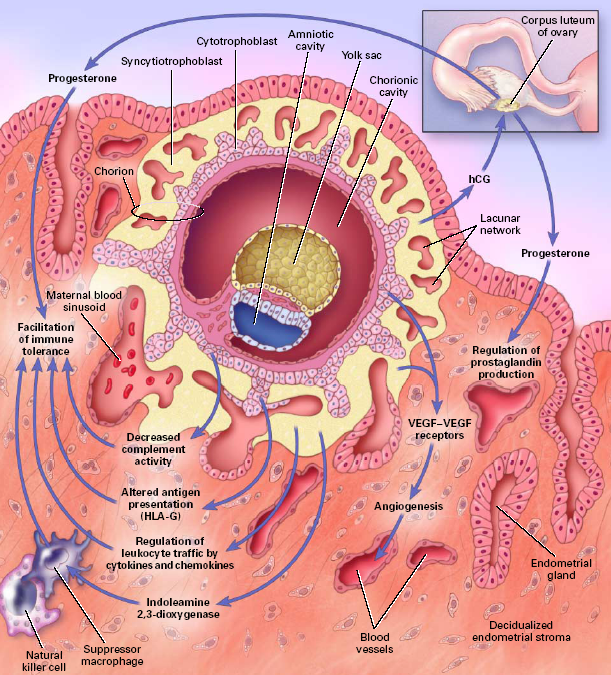 Corpus luteum
of ovary
Amniotic
cavity
Cytotrophoblast
Yolk sac
Syncytiotrophoblast
Progesterone
Chorionic
cavity
Chorion
hCG
Lacunar
network
Progesterone
Maternal blood
sinusoid
Facilitation
of immune
tolerance
Regulation of
prostaglandin
production
VEGF–VEGF
receptors
Decreased
complement
activity
Altered antigen
presentation
(HLA-G)
Angiogenesis
Regulation of
leukocyte traffic by
cytokines and chemokines
Endometrial
gland
Indoleamine
2,3-dioxygenase
Blood
vessels
Decidualized
endometrial stroma
Natural
killer cell
Suppressor
macrophage